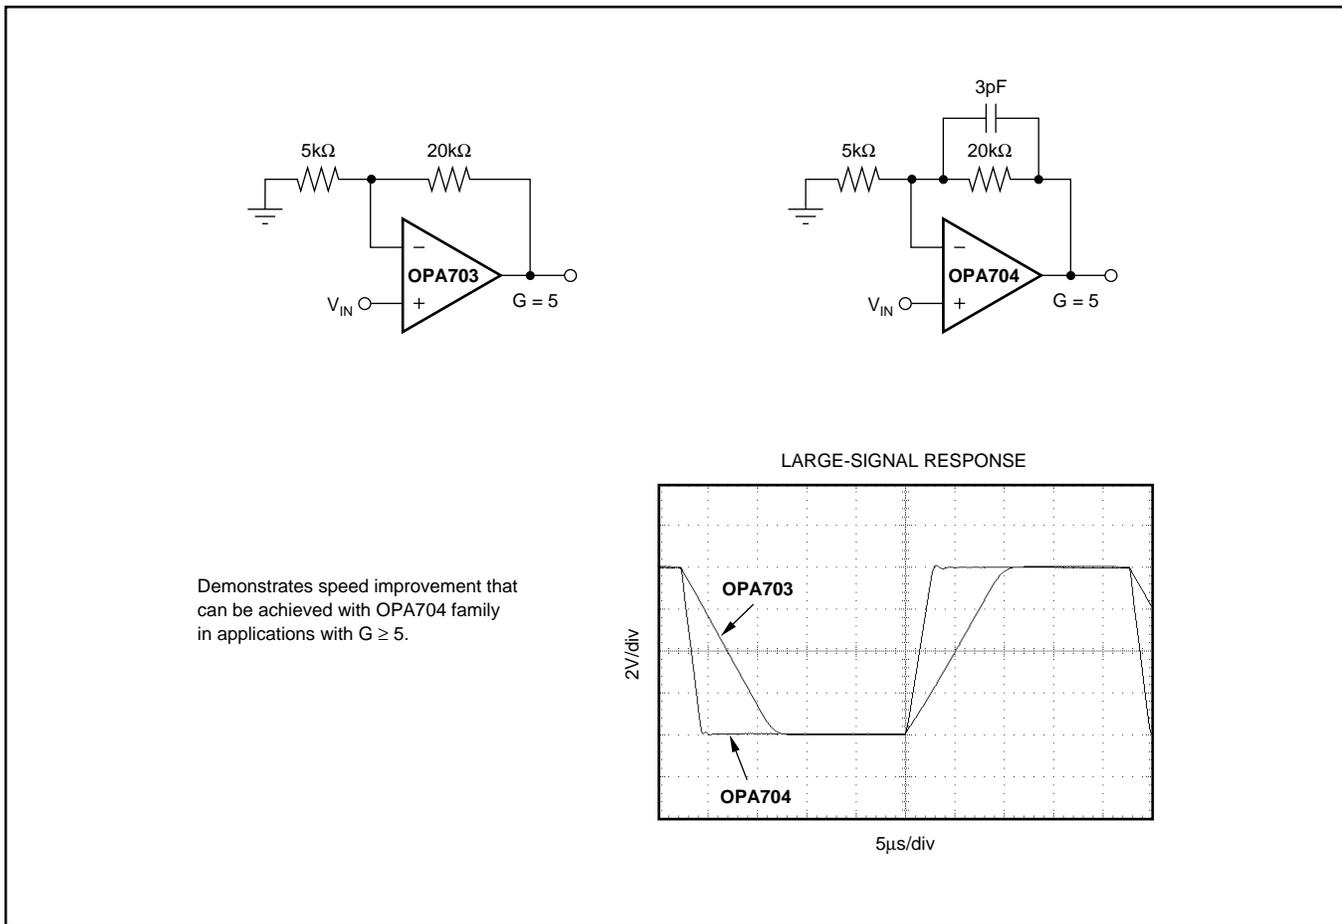 3pF
5kΩ
20kΩ
5kΩ
20kΩ
–
OPA703
+
V_IN
G = 5
–
OPA704
+
V_IN
G = 5
LARGE-SIGNAL RESPONSE
Demonstrates speed improvement that
can be achieved with OPA704 family
in applications with G ≥ 5.
2V/div
OPA703
OPA704
5μs/div